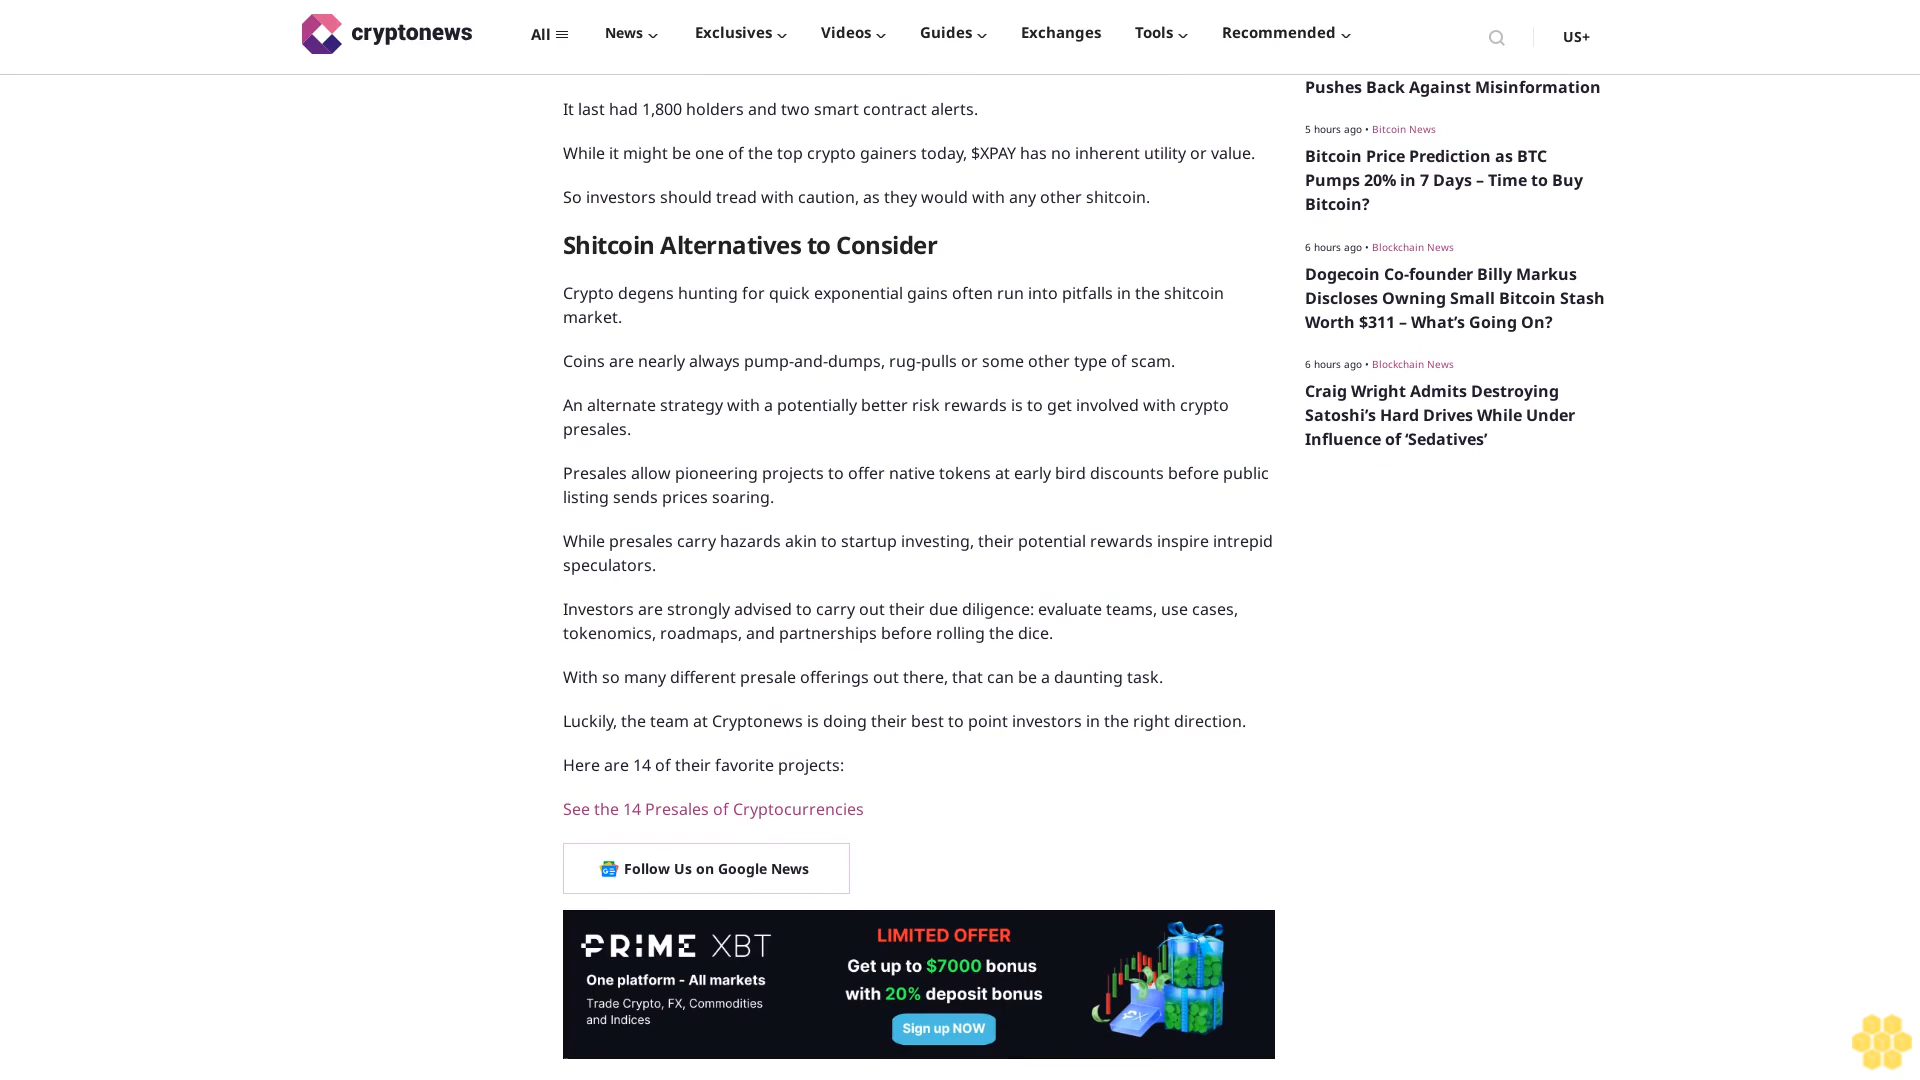 cryptonews
All
News
Exclusives
Videos
Guides
Exchanges
Tools
Recommended
US+
It last had 1,800 holders and two smart contract alerts.
While it might be one of the top crypto gainers today, $XPAY has no inherent utility or value.
So investors should tread with caution, as they would with any other shitcoin.
Shitcoin Alternatives to Consider
Crypto degens hunting for quick exponential gains often run into pitfalls in the shitcoin
market.
Coins are nearly always pump-and-dumps, rug-pulls or some other type of scam.
An alternate strategy with a potentially better risk rewards is to get involved with crypto
presales.
Presales allow pioneering projects to offer native tokens at early bird discounts before public
listing sends prices soaring.
While presales carry hazards akin to startup investing, their potential rewards inspire intrepid
speculators.
Investors are strongly advised to carry out their due diligence: evaluate teams, use cases,
tokenomics, roadmaps, and partnerships before rolling the dice.
With so many different presale offerings out there, that can be a daunting task.
Luckily, the team at Cryptonews is doing their best to point investors in the right direction.
Here are 14 of their favorite projects:
See the 14 Presales of Cryptocurrencies
Follow Us on Google News
PRIME XBT
One platform - All markets
Trade Crypto, FX, Commodities
and Indices
LIMITED OFFER
Get up to $7000 bonus
with 20% deposit bonus
Sign up NOW
Pushes Back Against Misinformation
5 hours ago • Bitcoin News
Bitcoin Price Prediction as BTC
Pumps 20% in 7 Days – Time to Buy
Bitcoin?
6 hours ago • Blockchain News
Dogecoin Co-founder Billy Markus
Discloses Owning Small Bitcoin Stash
Worth $311 – What’s Going On?
6 hours ago • Blockchain News
Craig Wright Admits Destroying
Satoshi’s Hard Drives While Under
Influence of ‘Sedatives’